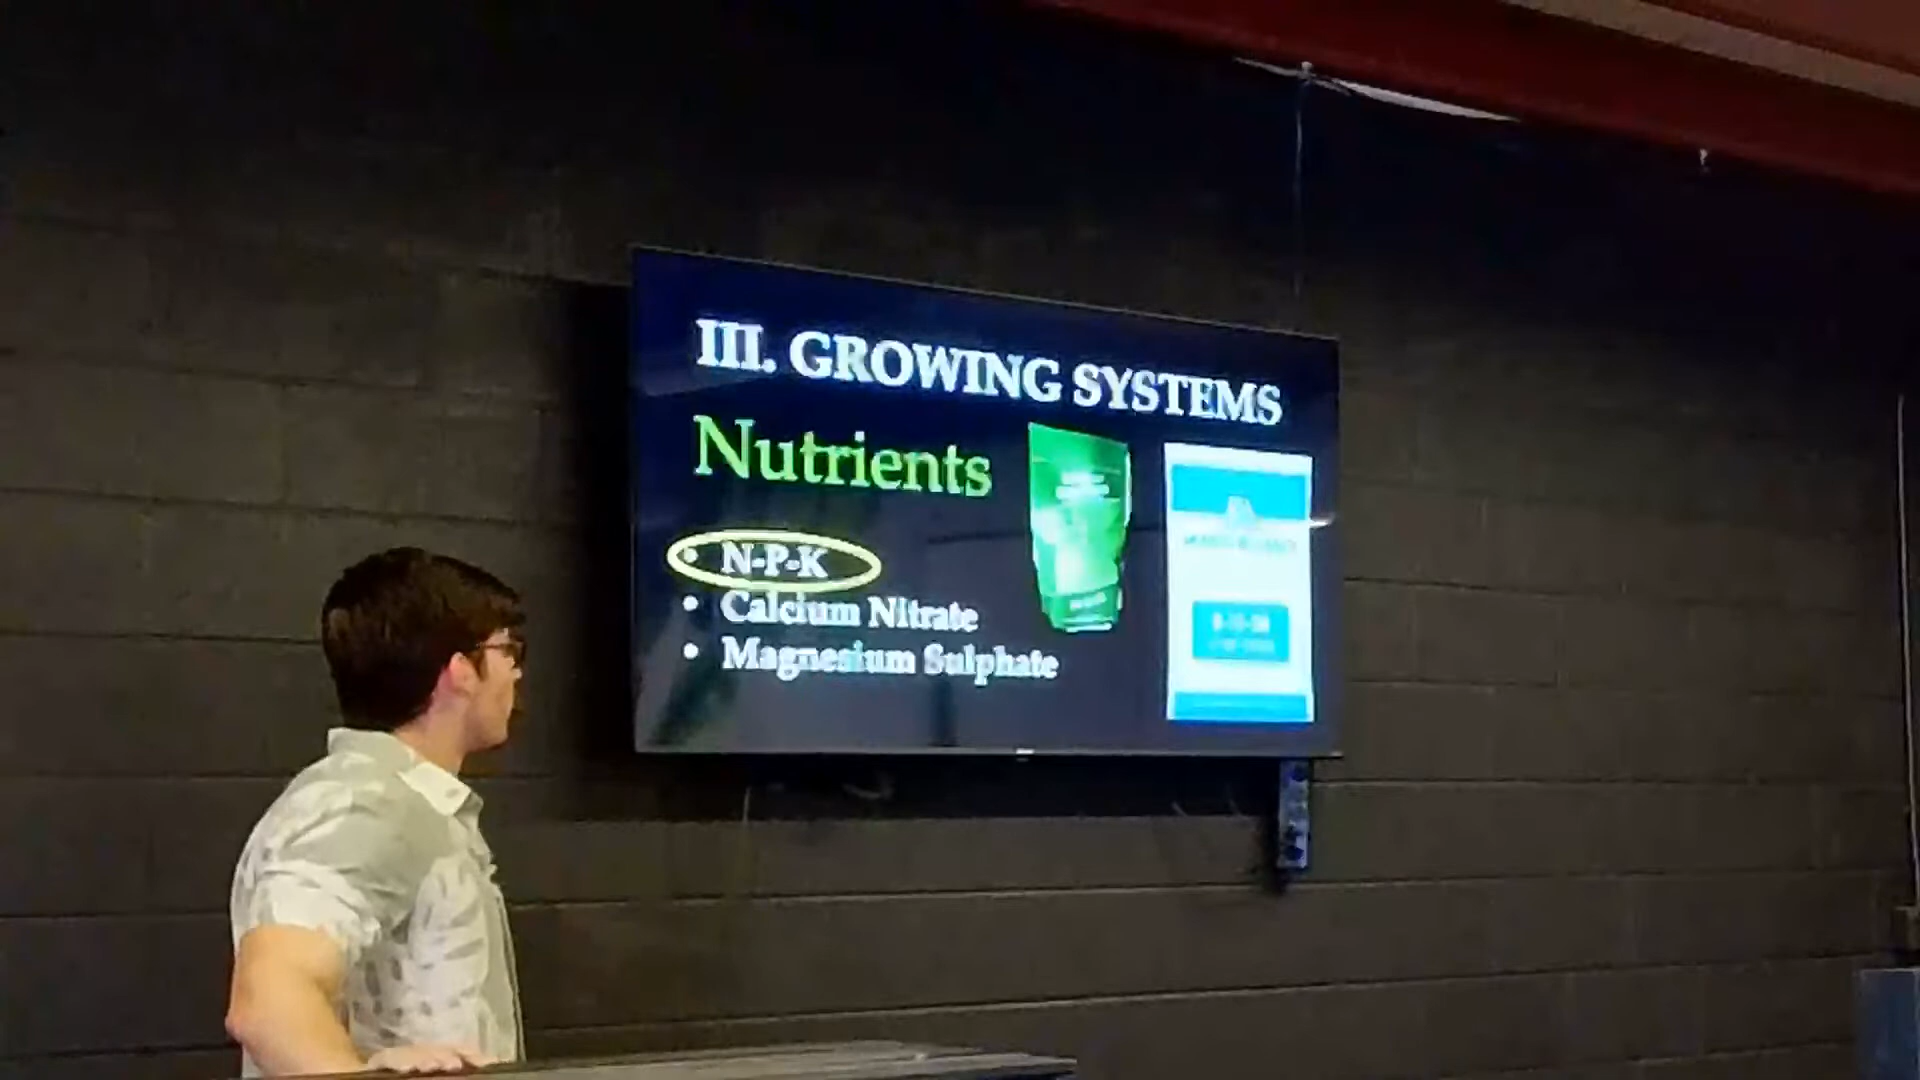 III. GROWING SYSTEMS
Nutrients
• N-P-K
• Calcium Nitrate
• Magnesium Sulphate